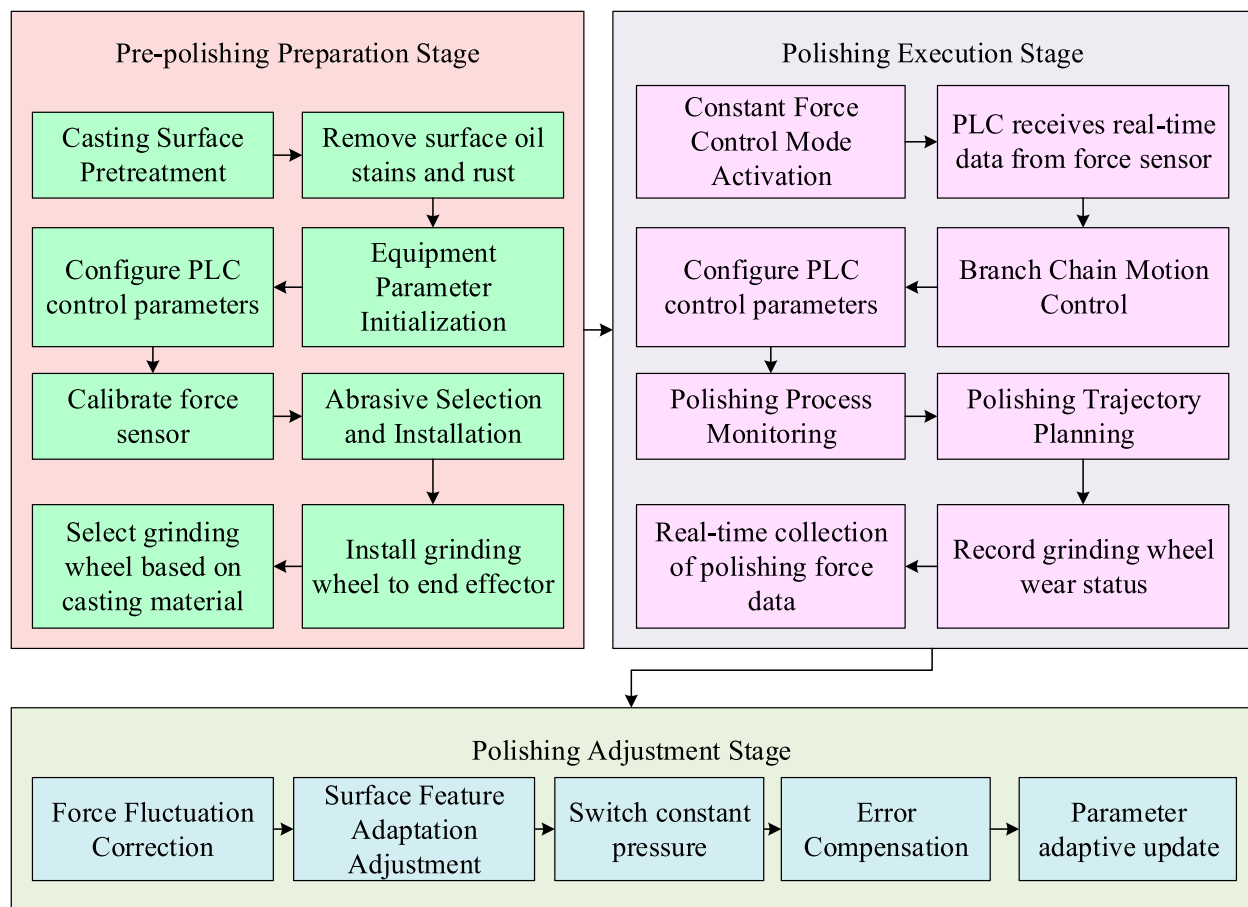 Pre-polishing Preparation Stage
Casting Surface
Pretreatment
Remove surface oil
stains and rust
Configure PLC
control parameters
Equipment
Parameter
Initialization
Calibrate force
sensor
Abrasive Selection
and Installation
Select grinding
wheel based on
casting material
Install grinding
wheel to end effector
Polishing Execution Stage
Constant Force
Control Mode
Activation
PLC receives real-time
data from force sensor
Configure PLC
control parameters
Branch Chain Motion
Control
Polishing Process
Monitoring
Polishing Trajectory
Planning
Real-time collection
of polishing force
data
Record grinding wheel
wear status
Polishing Adjustment Stage
Force Fluctuation
Correction
Surface Feature
Adaptation
Adjustment
Switch constant
pressure
Error
Compensation
Parameter
adaptive update